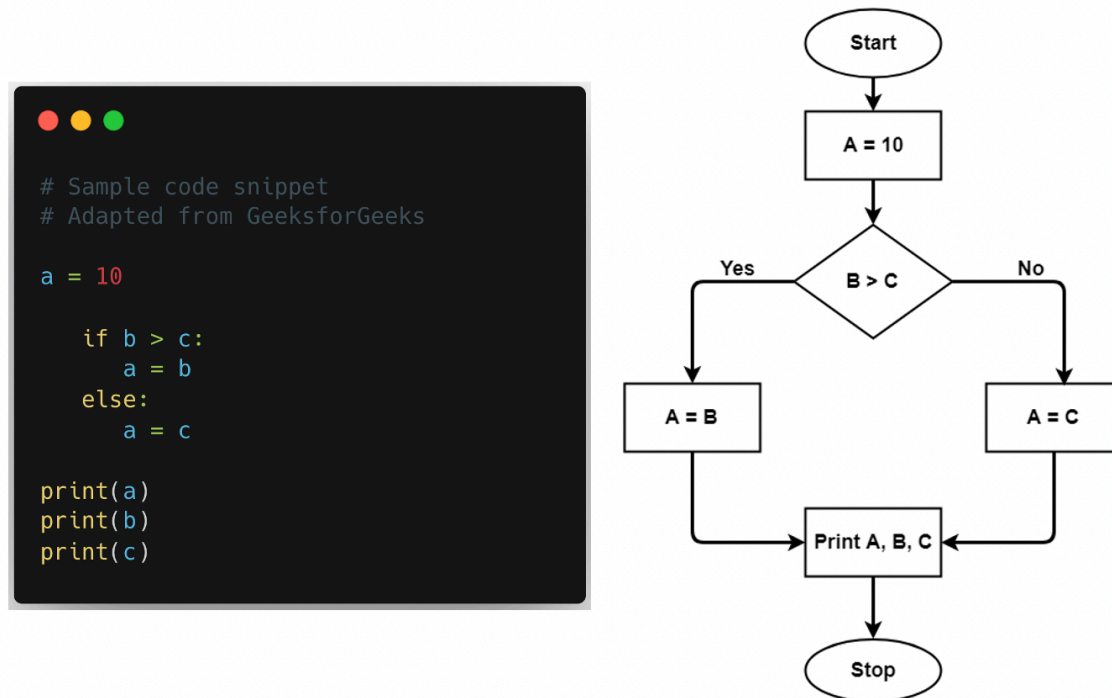 # Sample code snippet
# Adapted from GeeksforGeeks
a = 10
if b > c:
a = b
else:
a = c
print(a)
print(b)
print(c)
Start
A = 10
B > C
Yes
No
A = B
A = C
Print A, B, C
Stop